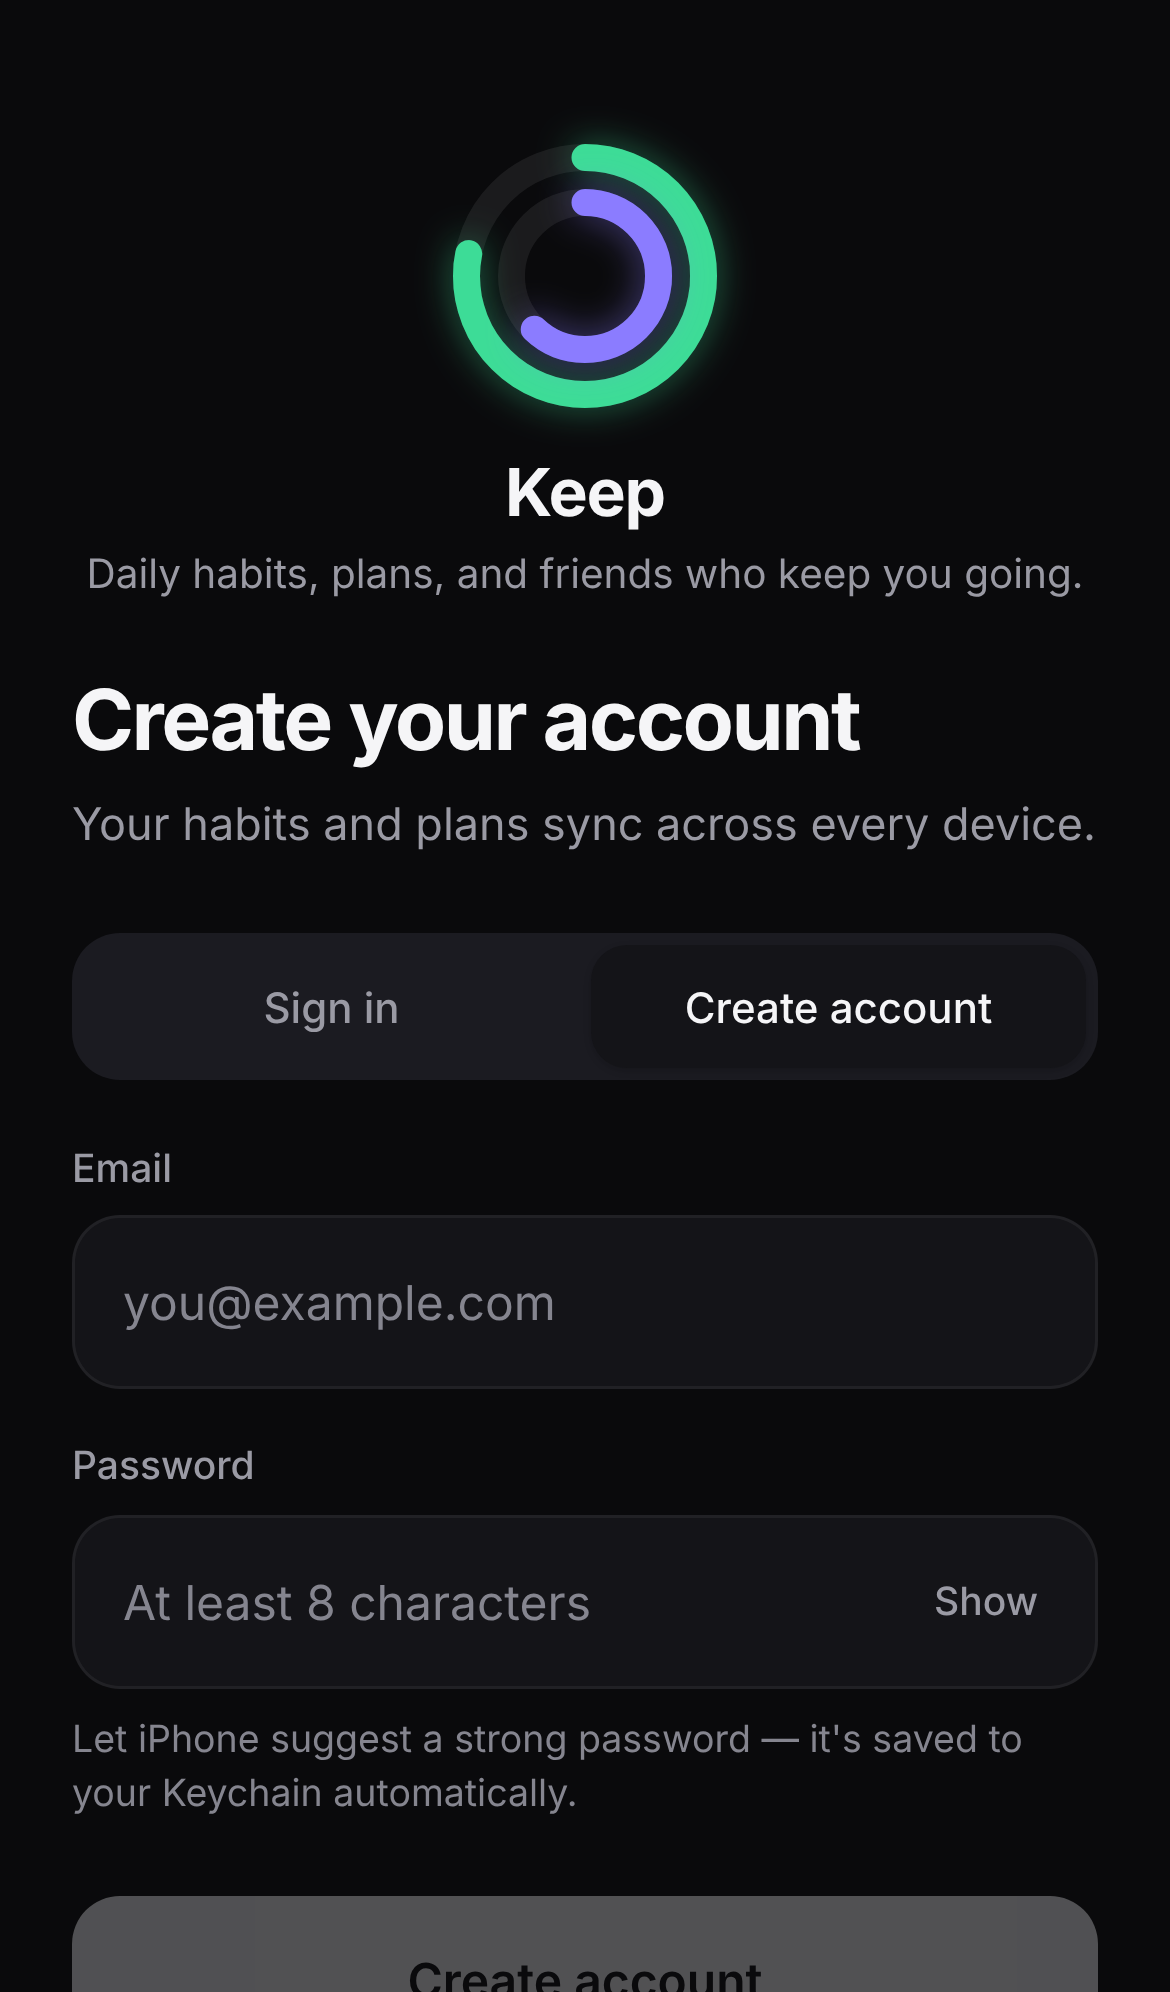 Keep
Daily habits, plans, and friends who keep you going.
Create your account
Your habits and plans sync across every device.
Sign in
Create account
Email
you@example.com
Password
At least 8 characters
Show
Let iPhone suggest a strong password — it's saved to
your Keychain automatically.
Create account